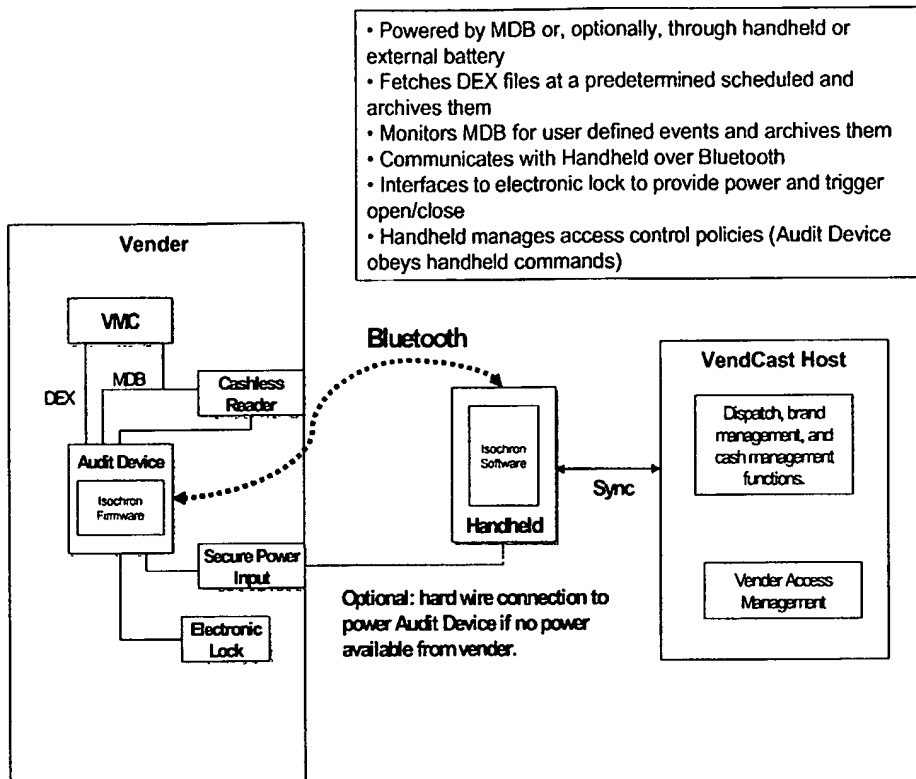 • Powered by MDB or, optionally, through handheld or
external battery
• Fetches DEX files at a predetermined scheduled and
archives them
• Monitors MDB for user defined events and archives them
• Communicates with Handheld over Bluetooth
• Interfaces to electronic lock to provide power and trigger
open/close
• Handheld manages access control policies (Audit Device
obeys handheld commands)
Vender
VMC
DEX
MDB
Cashless
Reader
Audit Device
Isochron
Firmware
Secure Power
Input
Electronic
Lock
Bluetooth
Isochron
Software
Handheld
Sync
Optional: hard wire connection to
power Audit Device if no power
available from vender.
VendCast Host
Dispatch, brand
management, and
cash management
functions.
Vender Access
Management